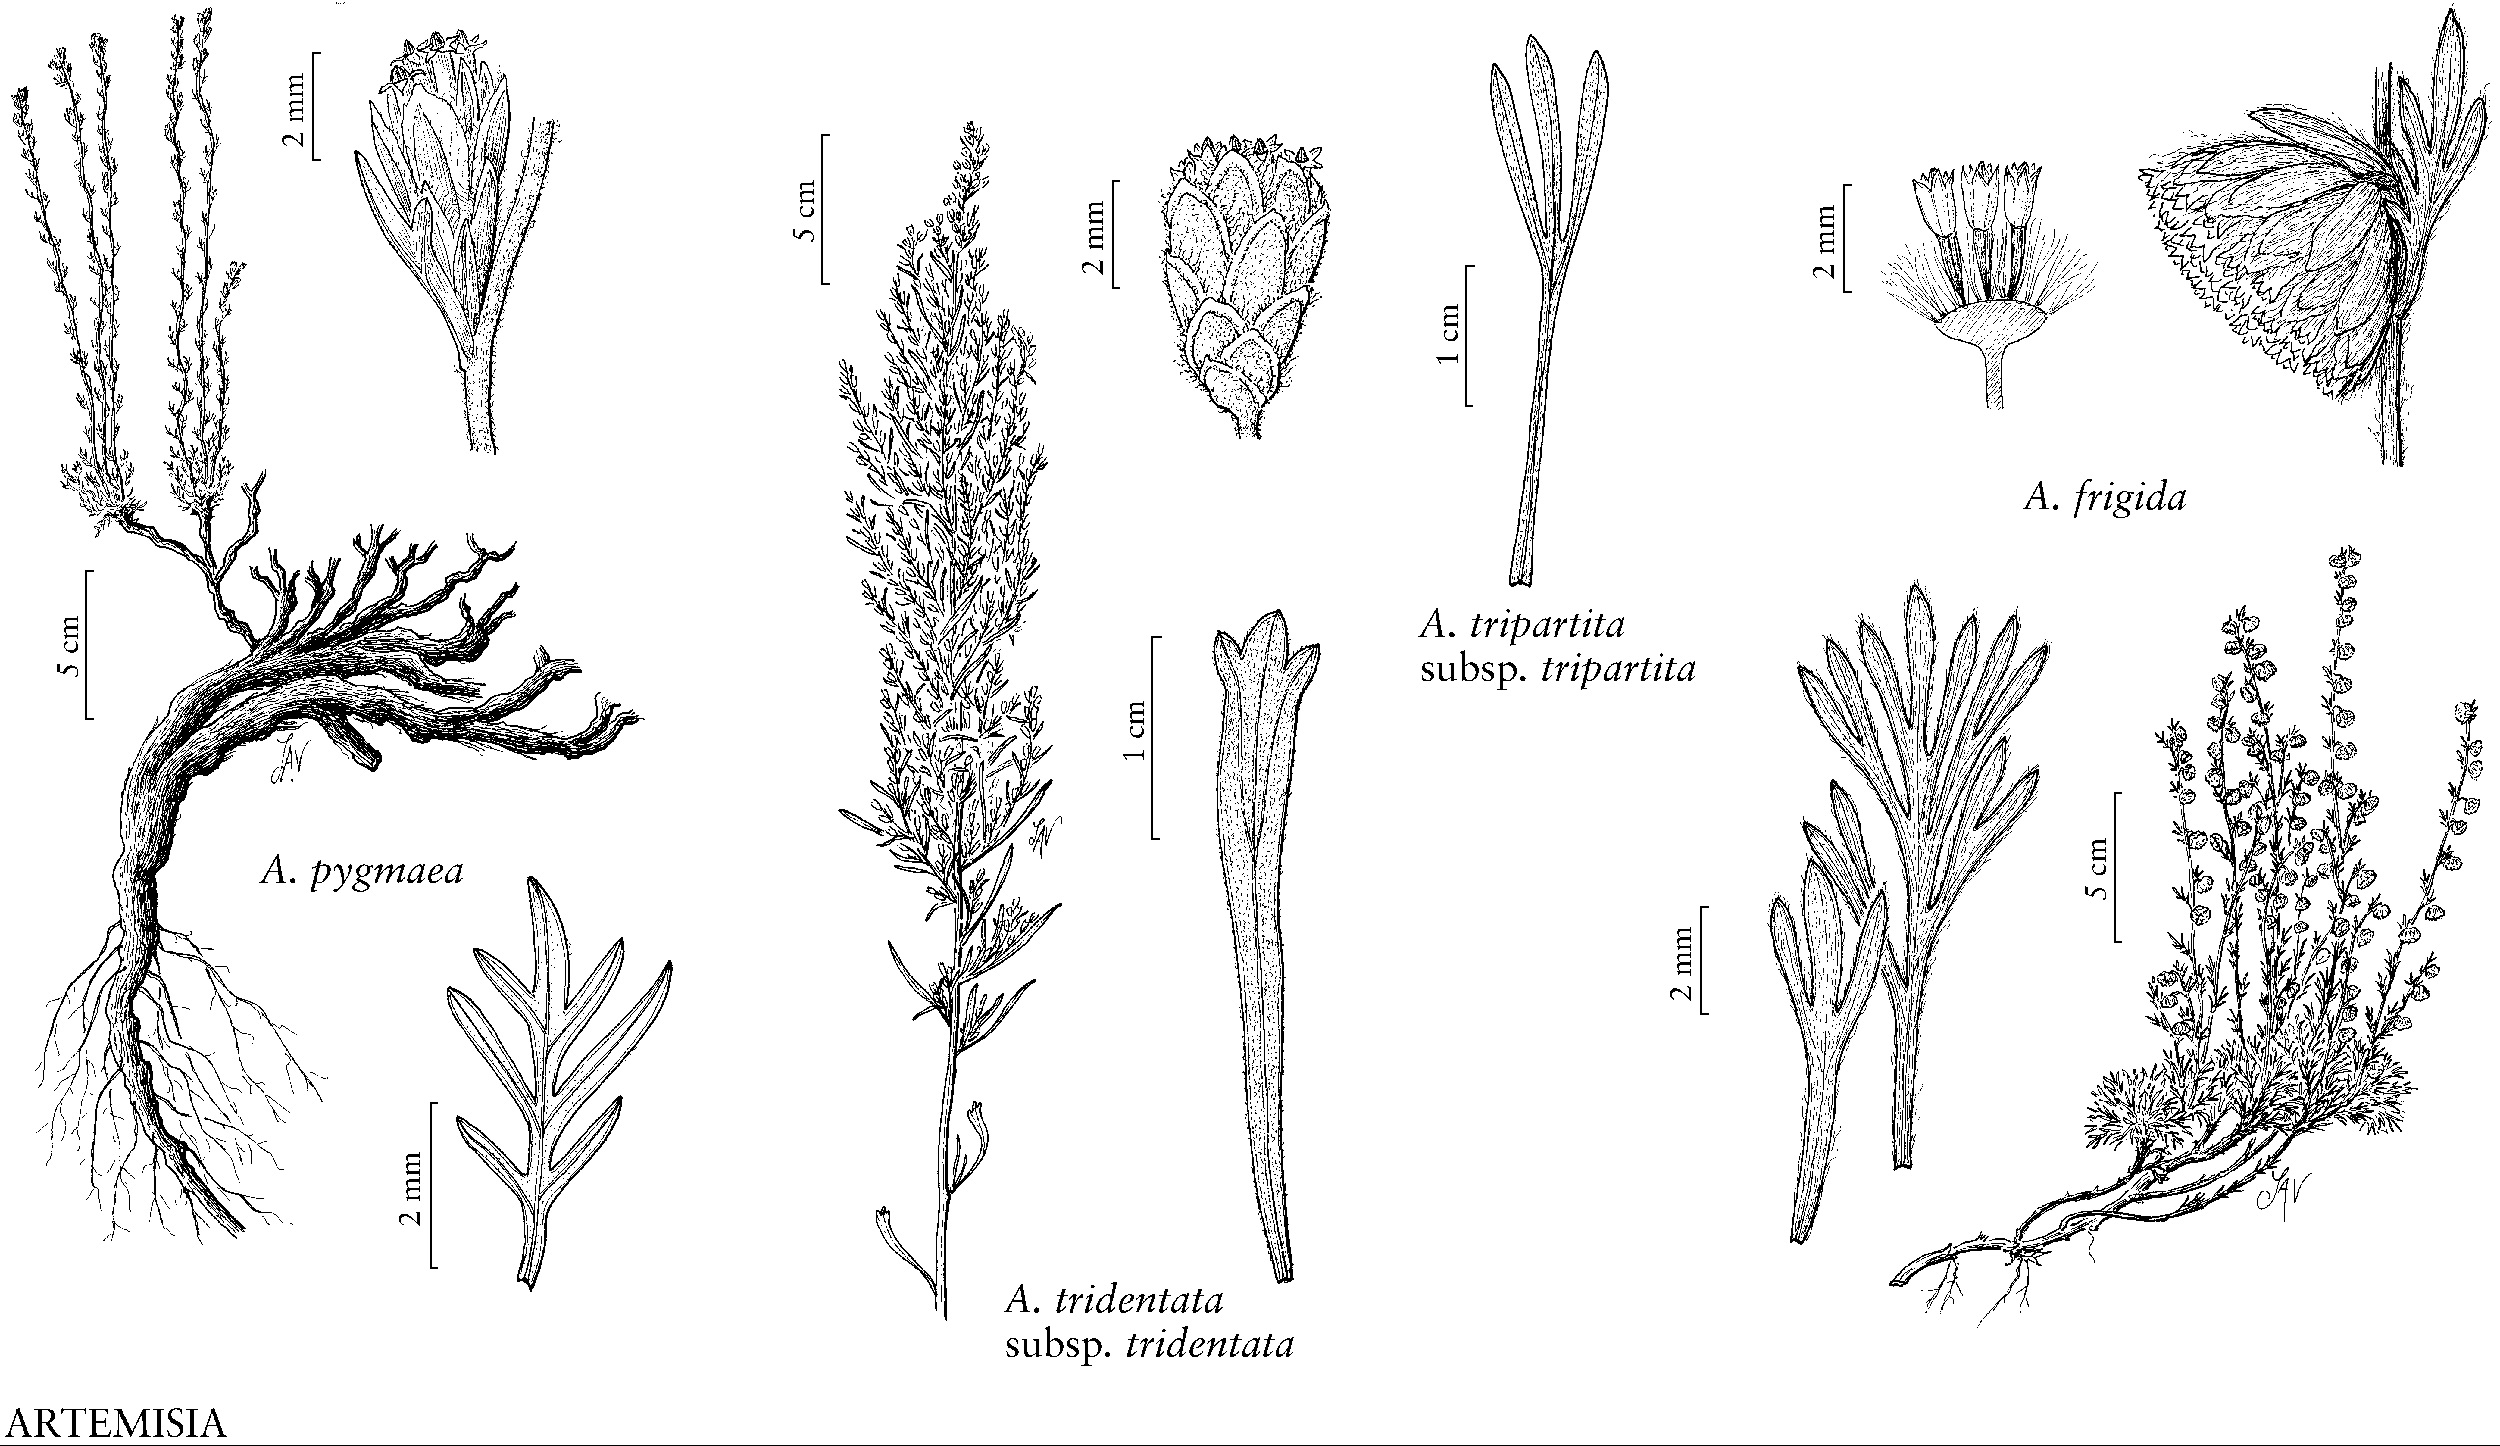 2 mm
5 cm
A. pygmaea
2 mm
5 cm
2 mm
1 cm
A. tridentata
subsp. tridentata
1 cm
A. tripartita
subsp. tripartita
2 mm
A. frigida
2 mm
5 cm
ARTEMISIA